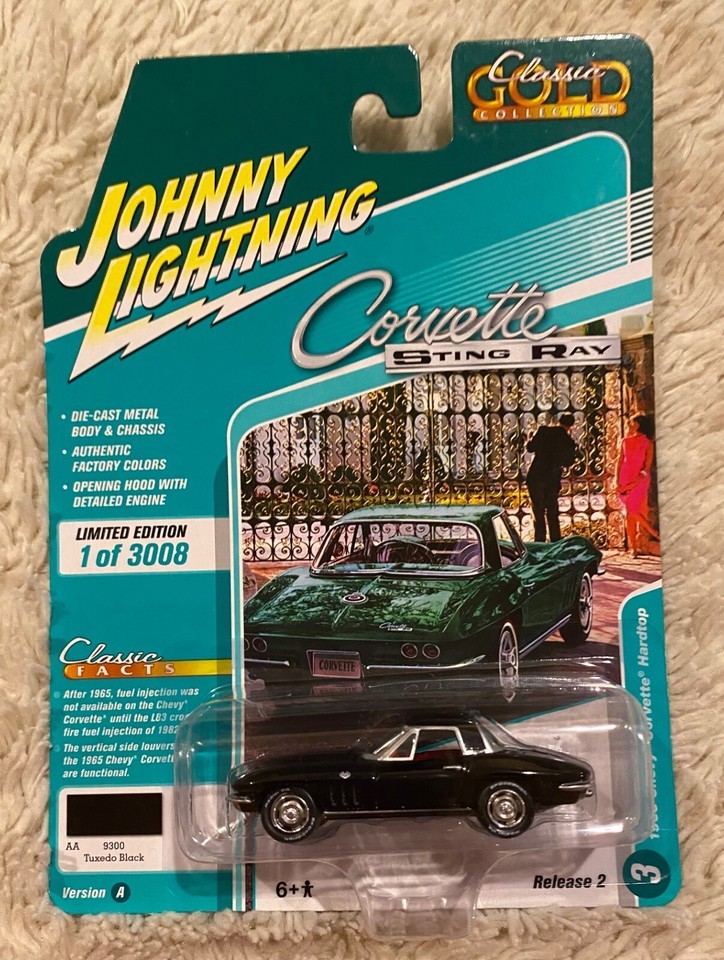 Classic
GOLD
COLLECTION
JOHNNY
LIGHTNING®
Corvette
STING RAY
• DIE-CAST METAL
BODY & CHASSIS
• AUTHENTIC
FACTORY COLORS
• OPENING HOOD WITH
DETAILED ENGINE
LIMITED EDITION
1 of 3008
Classic
FACTS
After 1965, fuel injection was
not available on the Chevy®
Corvette® until the L83
fire fuel injection of 1982
The vertical side louvers
the 1965 Chevy®
are functional.
AA 9300
Tuxedo Black
Version A
6+
Release 2
Corvette® Hardtop
3
CORVETTE
Corvette